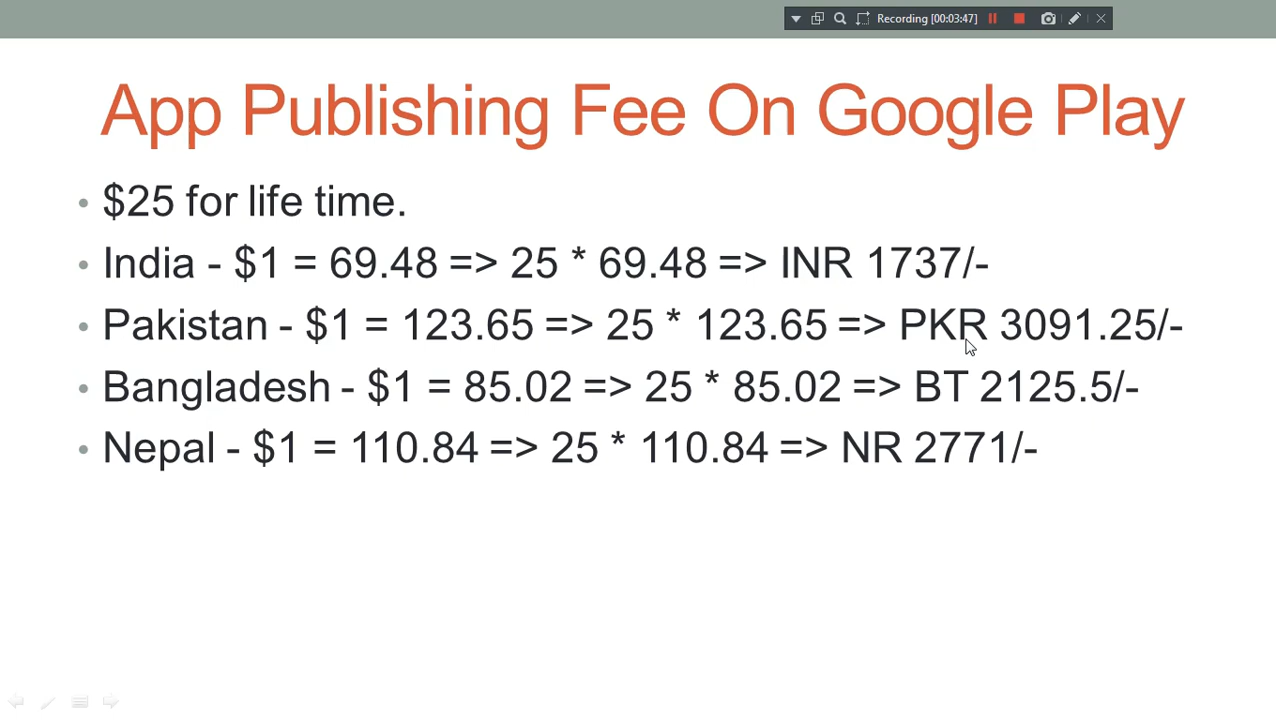 Recording [00:03:47]
App Publishing Fee On Google Play
• $25 for life time.
• India - $1 = 69.48 => 25 * 69.48 => INR 1737/-
• Pakistan - $1 = 123.65 => 25 * 123.65 => PKR 3091.25/-
• Bangladesh - $1 = 85.02 => 25 * 85.02 => BT 2125.5/-
• Nepal - $1 = 110.84 => 25 * 110.84 => NR 2771/-